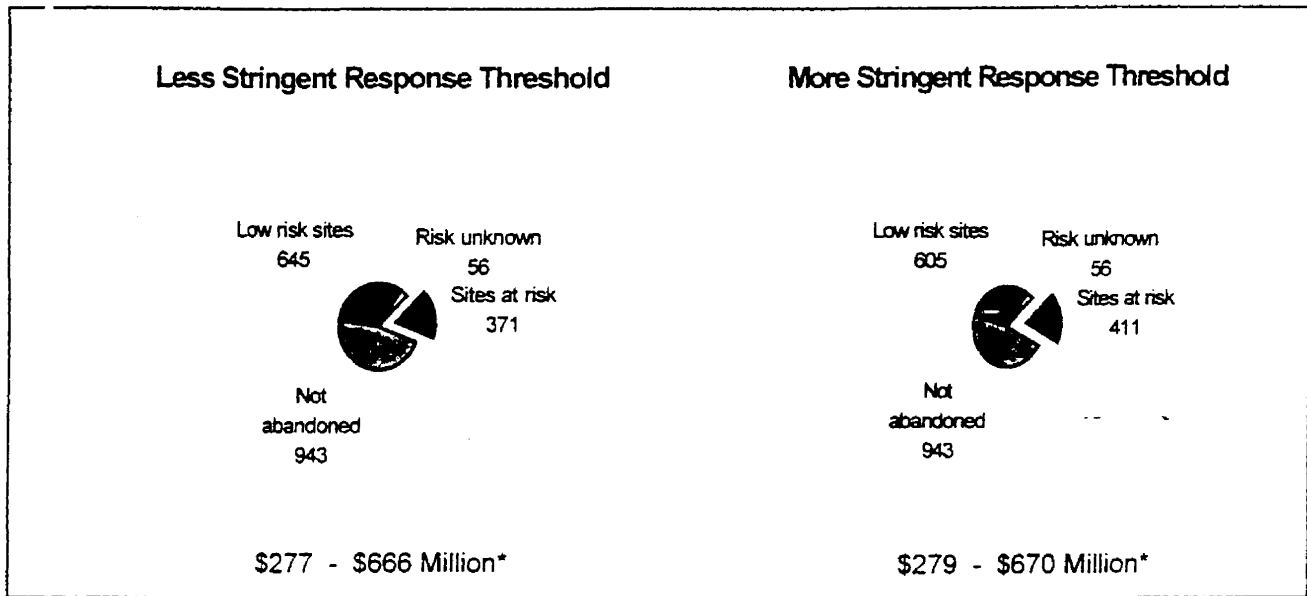 Less Stringent Response Threshold
Low risk sites
645
Risk unknown
56
Sites at risk
371
Not
abandoned
943
$277 - $666 Million*
More Stringent Response Threshold
Low risk sites
605
Risk unknown
56
Sites at risk
411
Not
abandoned
943
$279 - $670 Million*